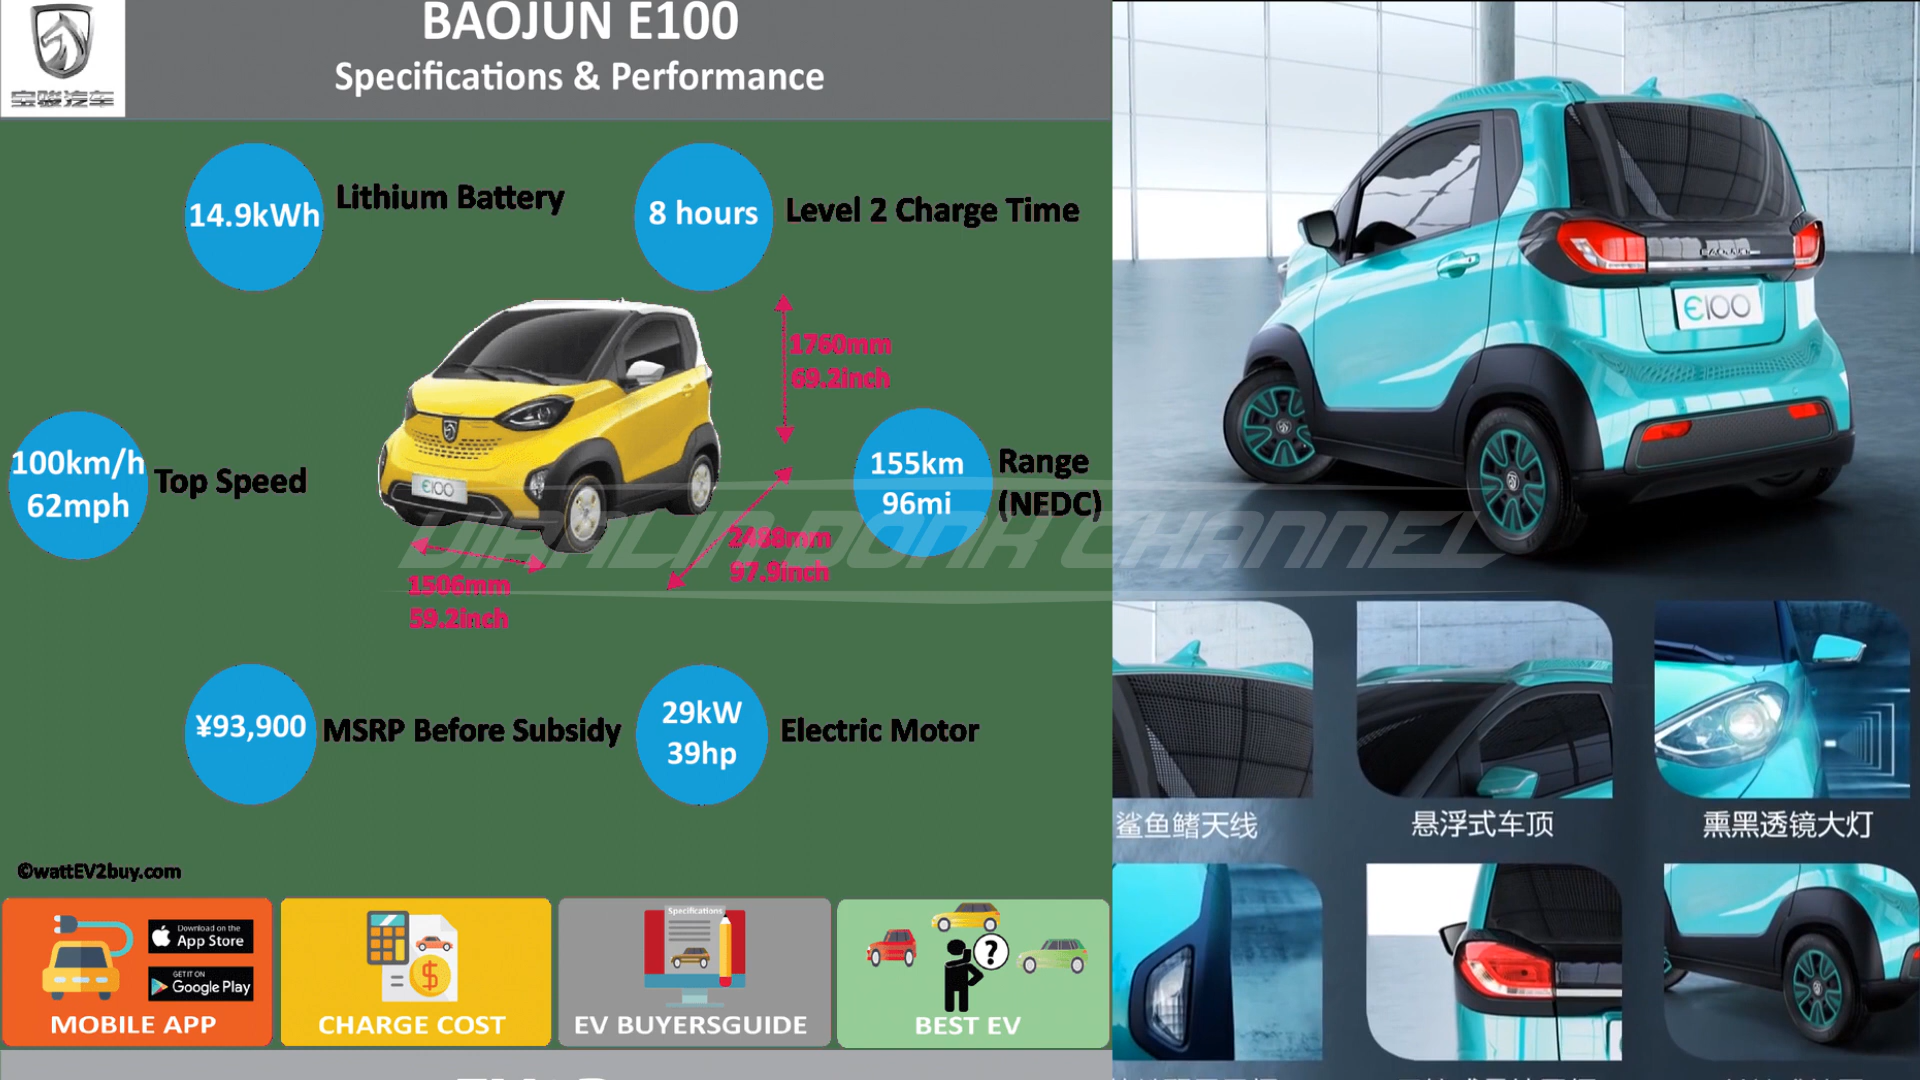 宝骏汽车
BAOJUN E100
Specifications & Performance
14.9kWh
Lithium Battery
8 hours
Level 2 Charge Time
1760mm
69.2inch
100km/h
62mph
Top Speed
E100
155km
96mi
Range
(NEDC)
2488mm
97.9inch
1506mm
59.2inch
DIANLIN DONK CHANNEL
¥93,900
MSRP Before Subsidy
29kW
39hp
Electric Motor
©wattEV2buy.com
Download on the
App Store
GET IT ON
Google Play
MOBILE APP
CHARGE COST
Specifications
EV BUYERSGUIDE
?
BEST EV
BAOJUN
E100
鲨鱼鳍天线
悬浮式车顶
熏黑透镜大灯